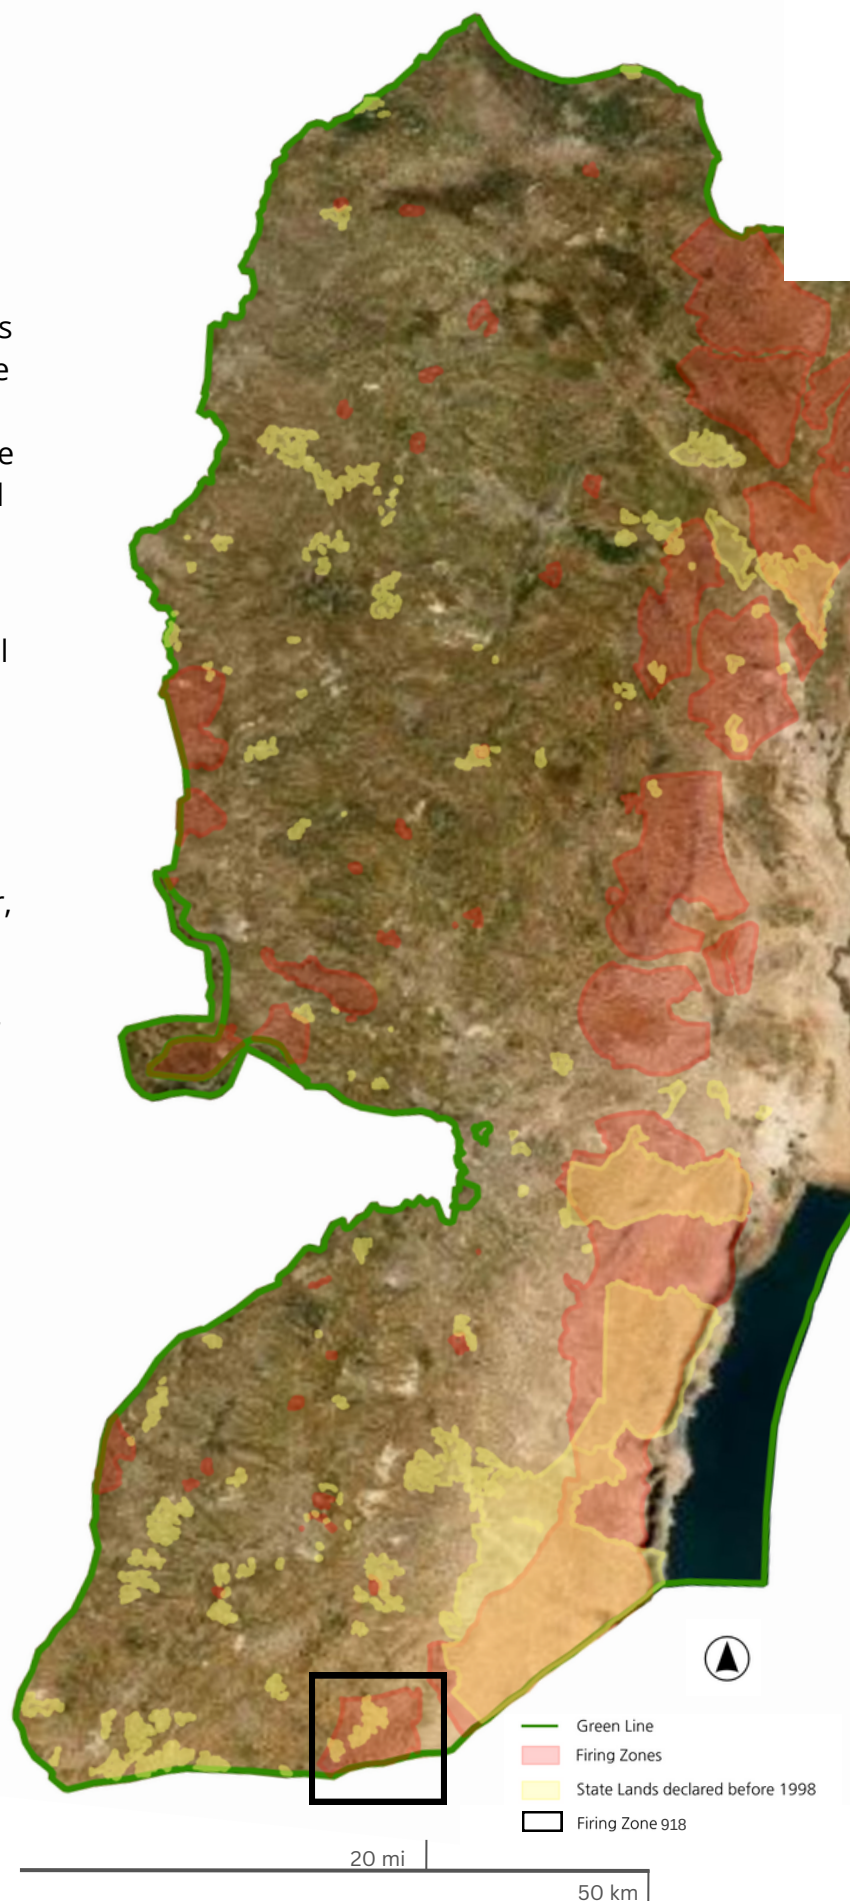 s
e
e
l
l
r,
Green Line
Firing Zones
State Lands declared before 1998
Firing Zone 918
20 mi
50 km